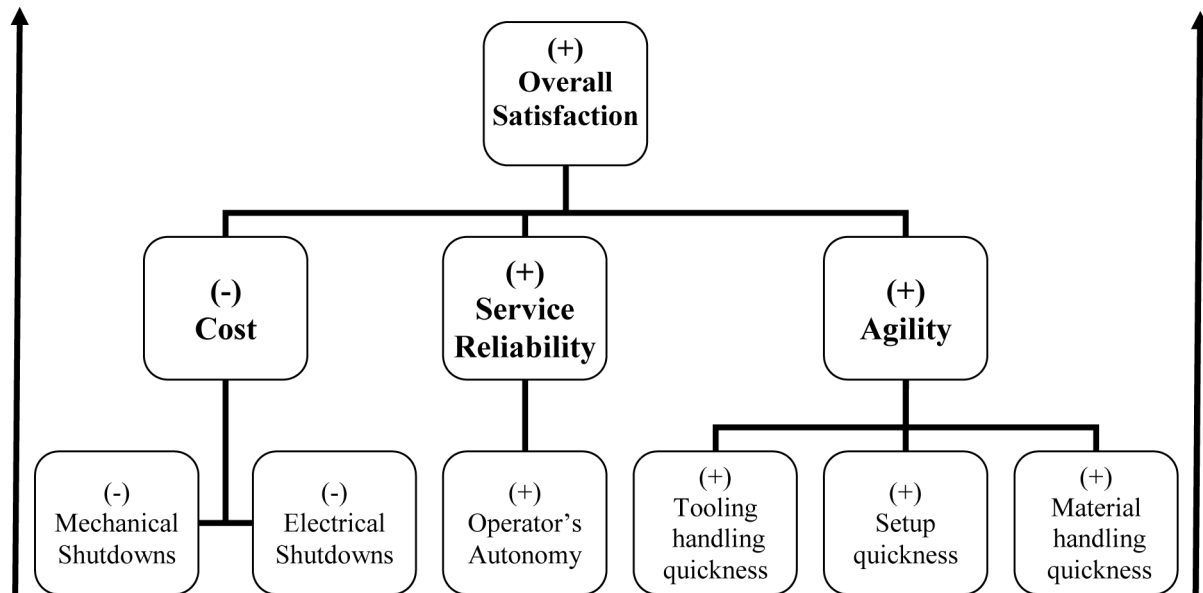 (+)
Overall
Satisfaction
(-)
Cost
(+)
Service
Reliability
(+)
Agility
(-)
Mechanical
Shutdowns
(-)
Electrical
Shutdowns
(+)
Operator’s
Autonomy
(+)
Tooling
handling
quickness
(+)
Setup
quickness
(+)
Material
handling
quickness